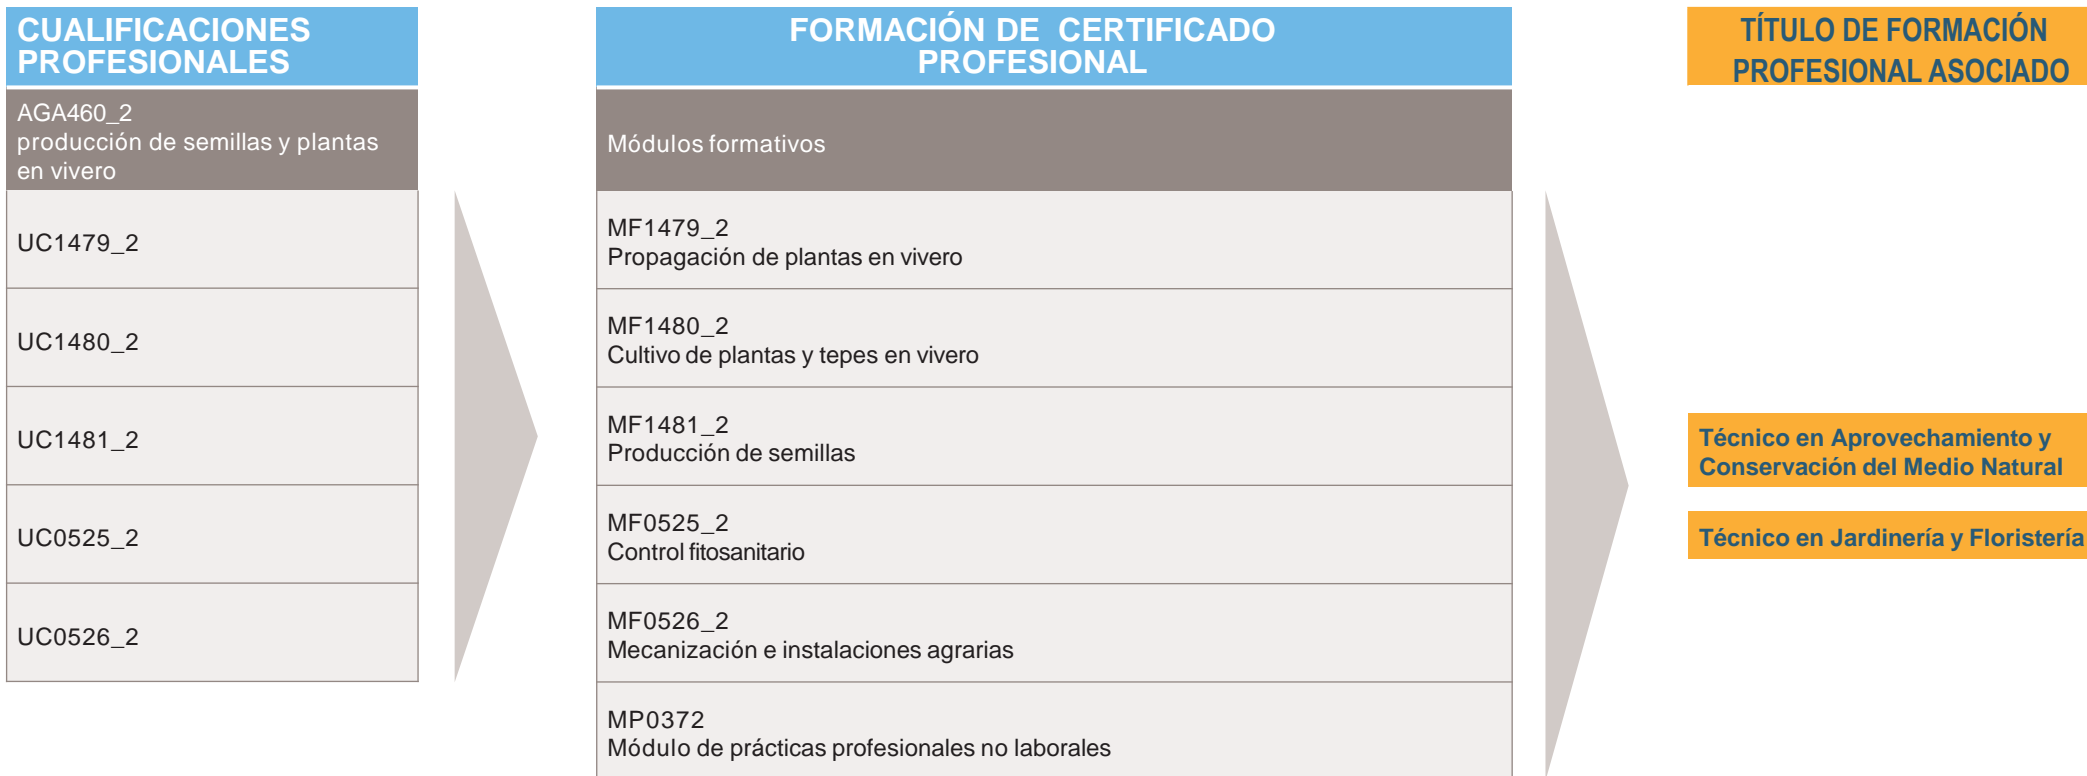 CUALIFICACIONES
PROFESIONALES
AGA460_2
producción de semillas y plantas
en vivero
UC1479_2
UC1480_2
UC1481_2
UC0525_2
UC0526_2
FORMACIÓN DE CERTIFICADO
PROFESIONAL
Módulos formativos
MF1479_2
Propagación de plantas en vivero
MF1480_2
Cultivo de plantas y tepes en vivero
MF1481_2
Producción de semillas
MF0525_2
Control fitosanitario
MF0526_2
Mecanización e instalaciones agrarias
MP0372
Módulo de prácticas profesionales no laborales
TÍTULO DE FORMACIÓN
PROFESIONAL ASOCIADO
Técnico en Aprovechamiento y
Conservación del Medio Natural
Técnico en Jardinería y Floristería